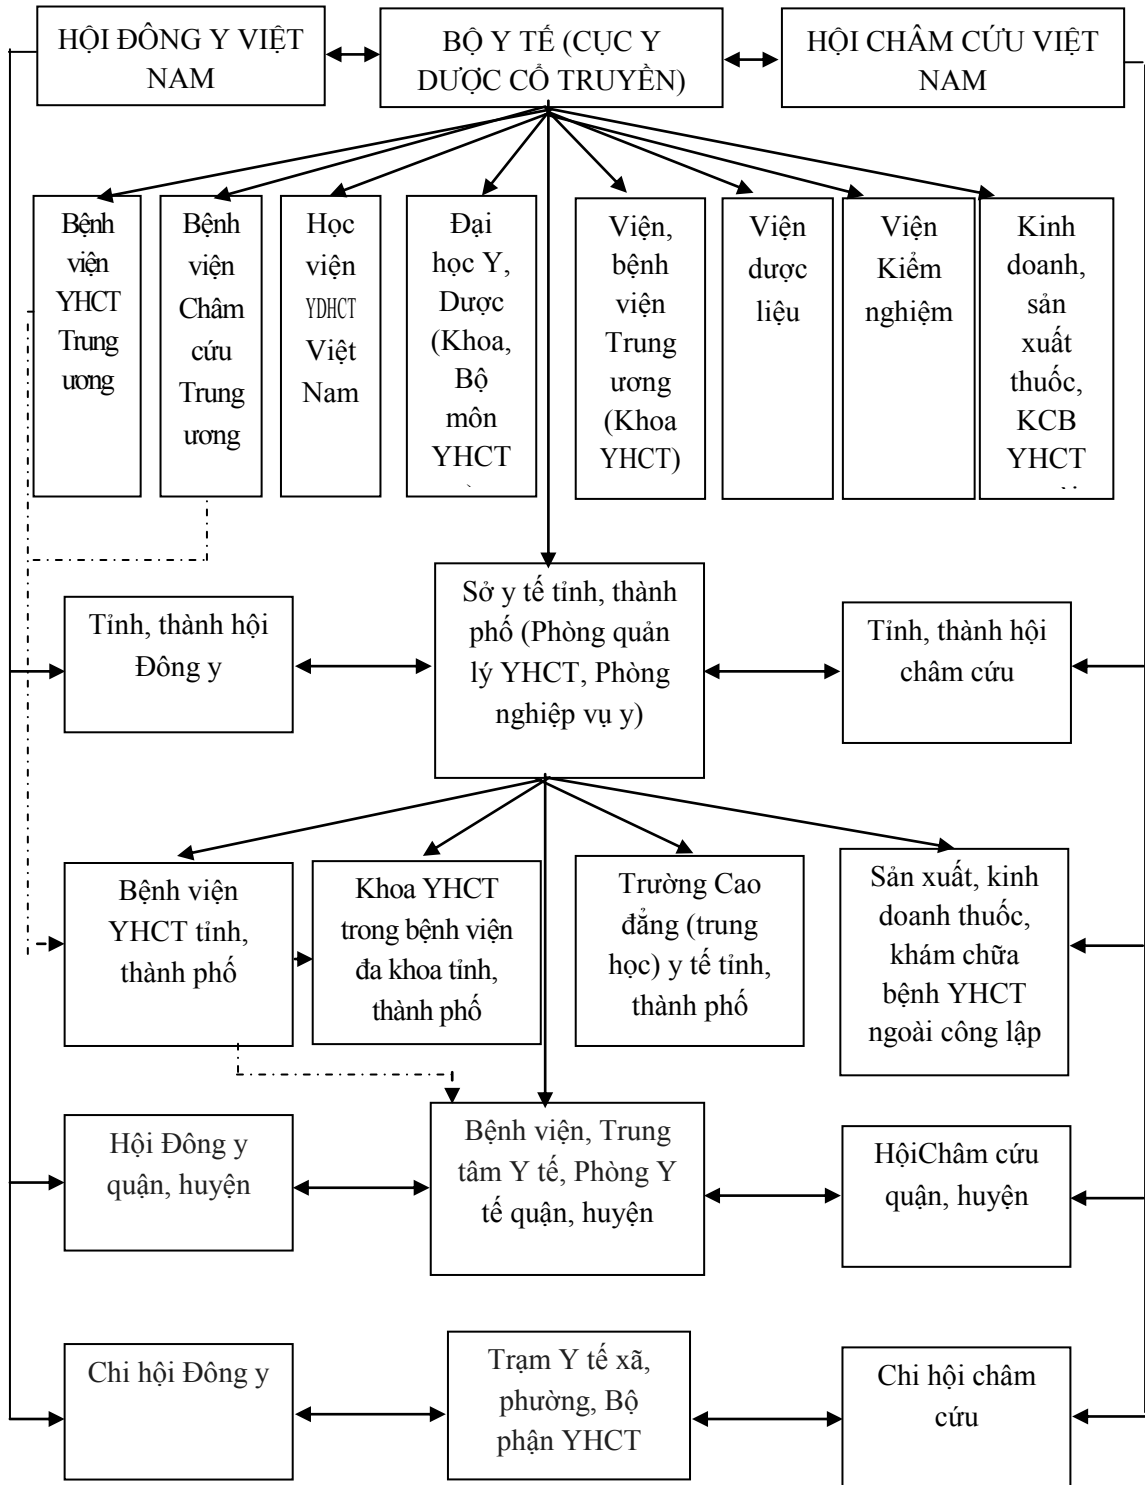 HỘI ĐÔNG Y VIỆT
NAM
BỘ Y TẾ (CỤC Y
DƯỢC CỔ TRUYỀN)
HỘI CHÂM CỨU VIỆT
NAM
Bệnh
viện
YHCT
Trung
ương
Bệnh
viện
Châm
cứu
Trung
ương
Học
viện
YDHCT
Việt
Nam
Đại
học Y,
Dược
(Khoa,
Bộ
môn
YHCT
Viện,
bệnh
viện
Trung
ương
(Khoa
YHCT)
Viện
dược
liệu
Viện
Kiểm
nghiệm
Kinh
doanh,
sản
xuất
thuốc,
KCB
YHCT
Tỉnh, thành hội
Đông y
Sở y tế tỉnh, thành
phố (Phòng quản
lý YHCT, Phòng
nghiệp vụ y)
Tỉnh, thành hội
châm cứu
Bệnh viện
YHCT tỉnh,
thành phố
Khoa YHCT
trong bệnh viện
đa khoa tỉnh,
thành phố
Trường Cao
đẳng (trung
học) y tế tỉnh,
thành phố
Sản xuất, kinh
doanh thuốc,
khám chữa
bệnh YHCT
ngoài công lập
Hội Đông y
quận, huyện
Bệnh viện, Trung
tâm Y tế, Phòng Y
tế quận, huyện
HộiChâm cứu
quận, huyện
Chi hội Đông y
Trạm Y tế xã,
phường, Bộ
phận YHCT
Chi hội châm
cứu